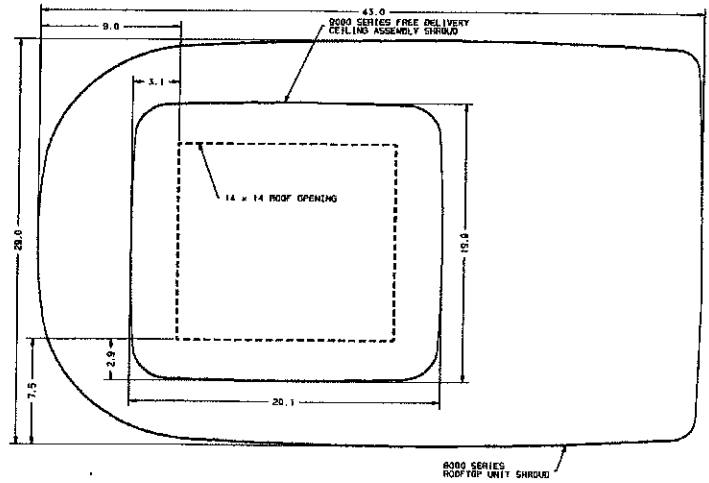 43.0
9.0
9000 SERIES FREE DELIVERY
CEILING ASSEMBLY SHROUD
3.1
14 x 14 ROOF OPENING
29.0
19.9
2.9
7.5
20.1
8000 SERIES
ROOFTOP UNIT SHROUD